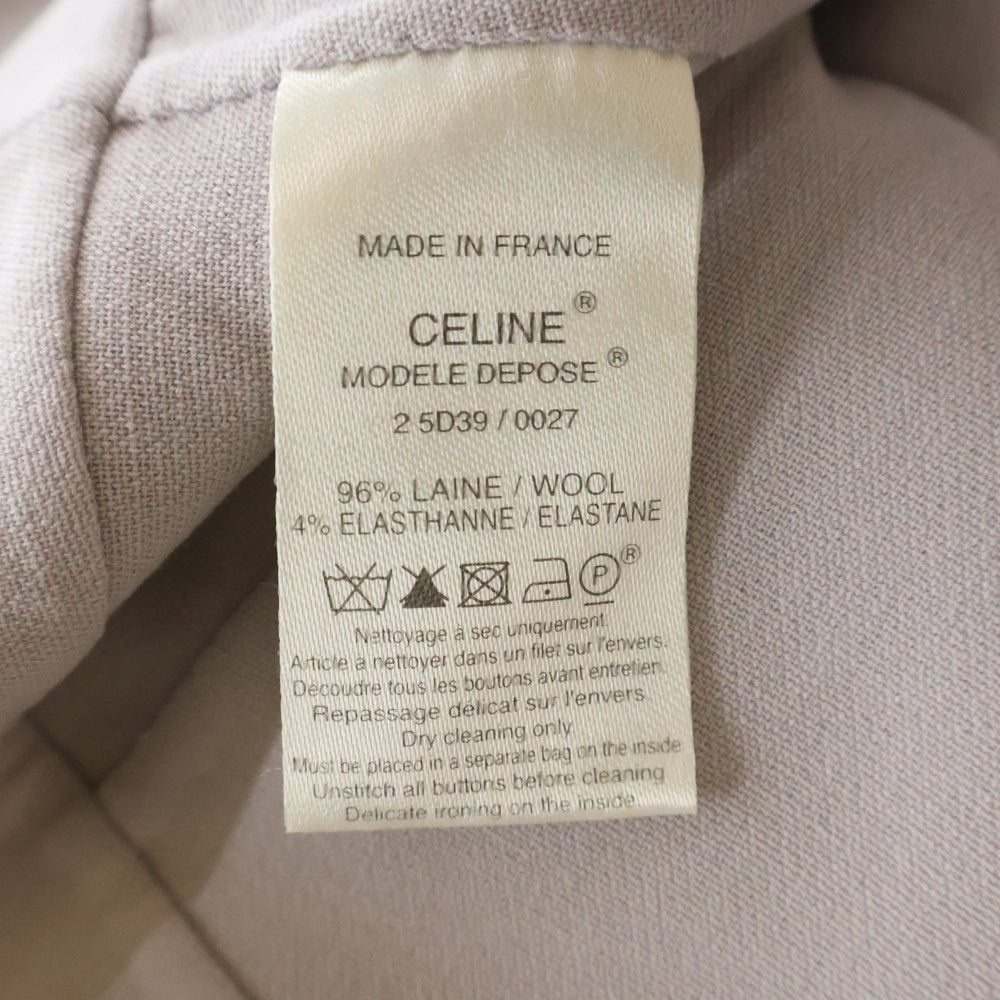 MADE IN FRANCE
CELINE®
MODELE DEPOSE®
2 5D39 / 0027
96% LAINE / WOOL
4% ELASTHANNE / ELASTANE
P®
Nettoyage à sec uniquement.
Article à nettoyer dans un filet sur l'envers.
Découdre tous les boutons avant entretien.
Repassage délicat sur l'envers.
Dry cleaning only.
Must be placed in a separate bag on the inside
Unstitch all buttons before cleaning
Delicate ironing on the inside.